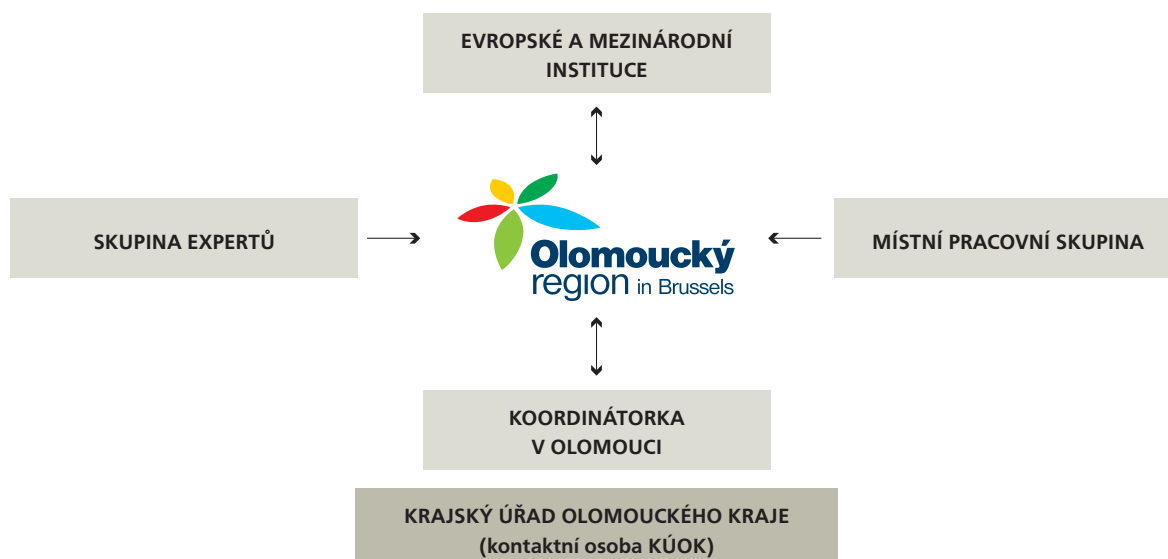 EVROPSKÉ A MEZINÁRODNÍ
INSTITUCE
SKUPINA EXPERTŮ
Olomoucký
region in Brussels
MÍSTNÍ PRACOVNÍ SKUPINA
KOORDINÁTORKA
V OLOMOUCI
KRAJSKÝ ÚŘAD OLOMOUCKÉHO KRAJE
(kontaktní osoba KÚOK)